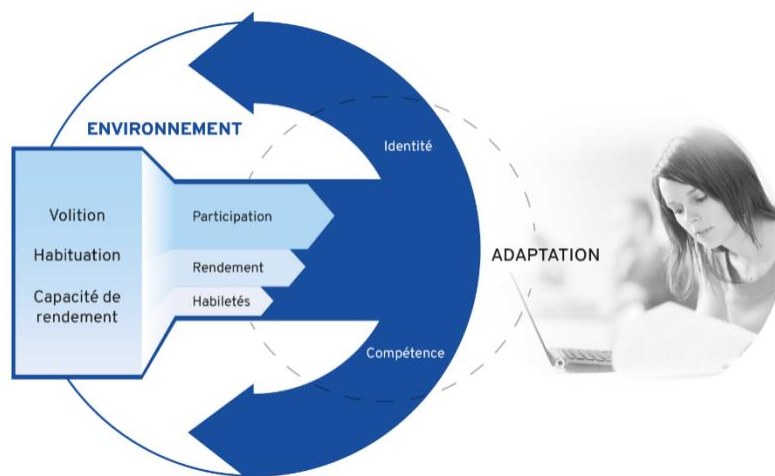 ENVIRONNEMENT
Identité
Volition
Participation
Habituation
ADAPTATION
Rendement
Capacité de
rendement
Habiletés
Compétence